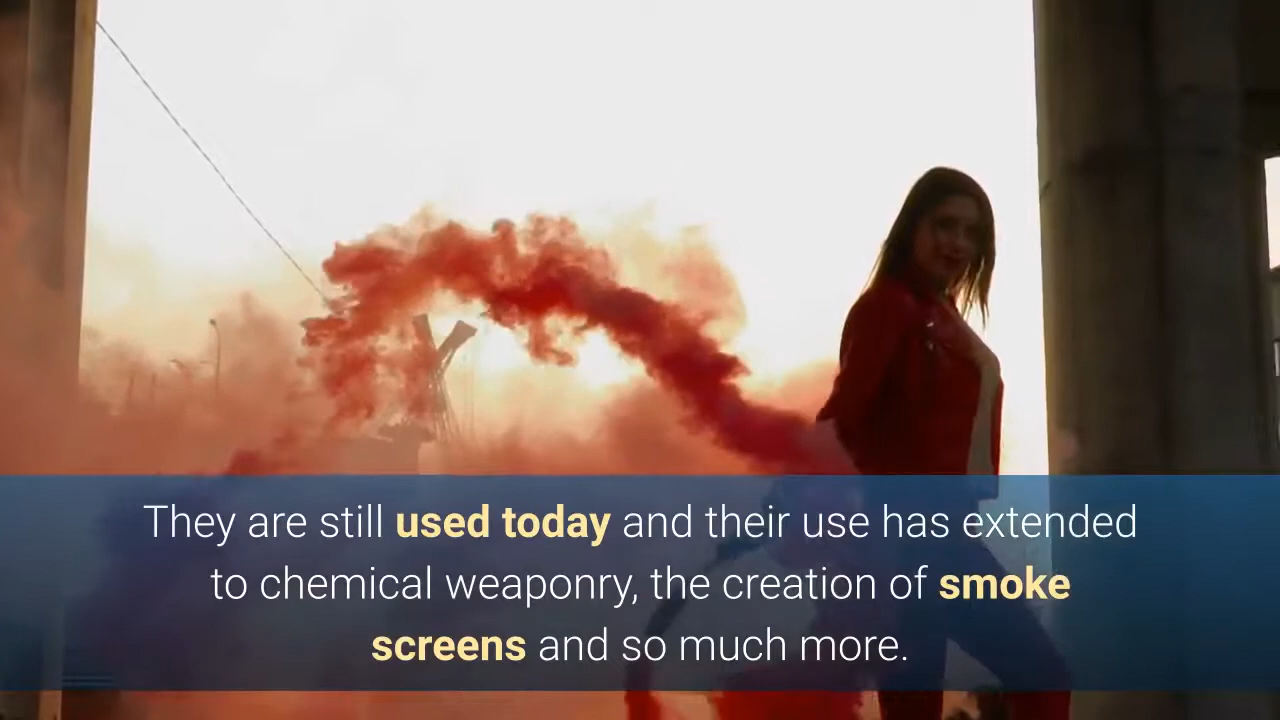 They are still used today and their use has extended
to chemical weaponry, the creation of smoke
screens and so much more.